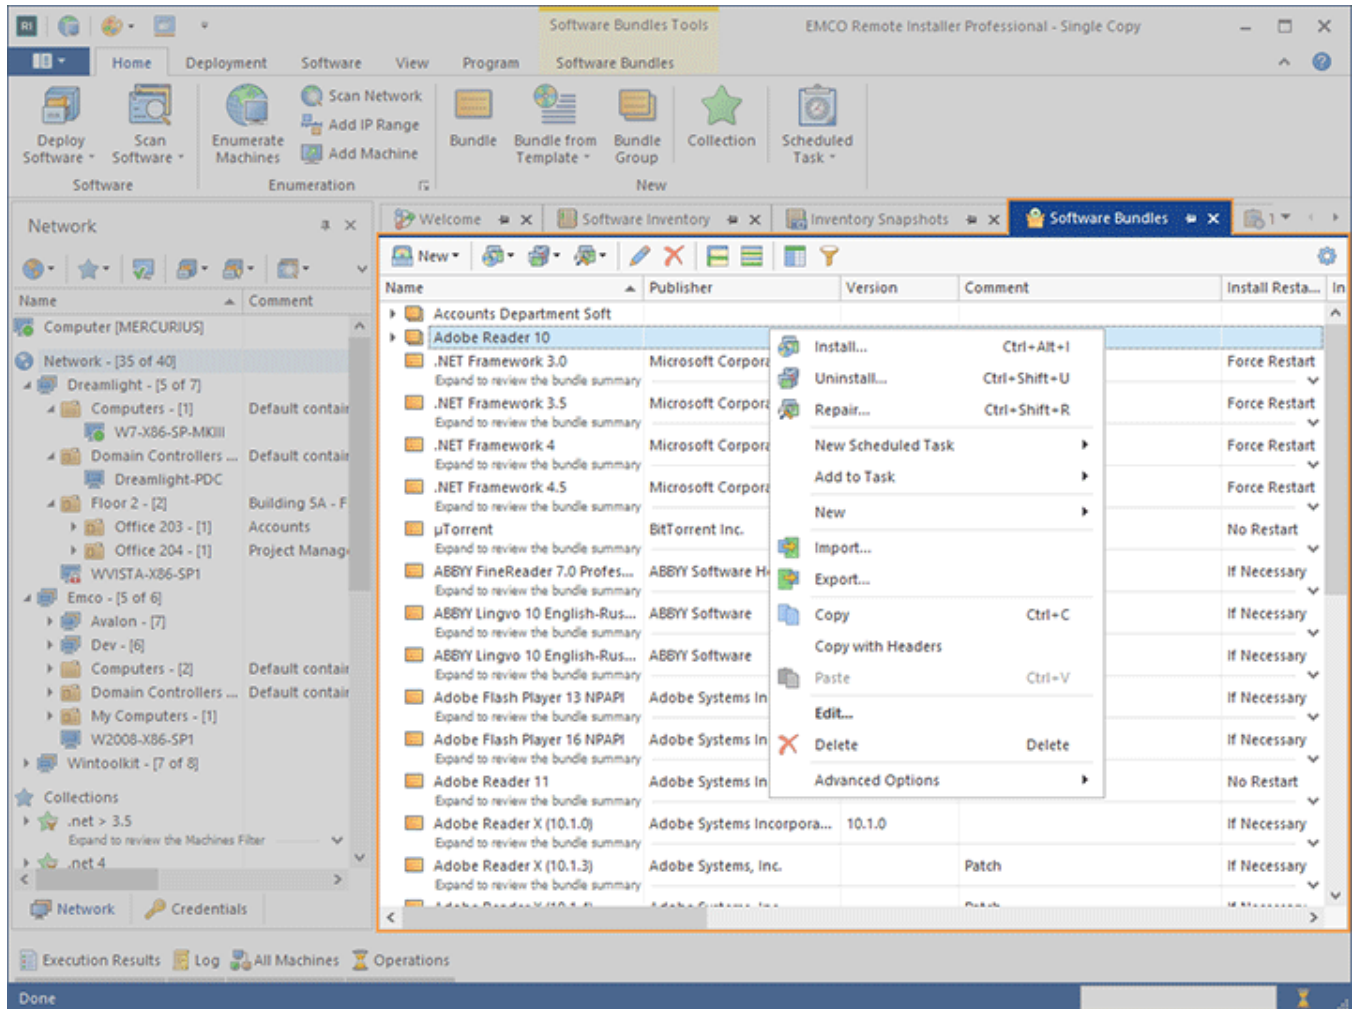 R1
Software Bundles Tools
EMCO Remote Installer Professional - Single Copy
Home
Deployment
Software
View
Program
Software Bundles
Deploy Software
Scan Software
Enumerate Machines
Scan Network
Add IP Range
Add Machine
Bundle
Bundle from Template
Bundle Group
Collection
Scheduled Task
Software
Enumeration
New
Network
Name
Comment
Computer [MERCURIUS]
Network - [35 of 40]
Dreamlight - [5 of 7]
Computers - [1]
Default contain
W7-X86-SP-MKIII
Domain Controllers ...
Default contain
Dreamlight-PDC
Floor 2 - [2]
Building 5A - F
Office 203 - [1]
Accounts
Office 204 - [1]
Project Manag
WVISTA-X86-SP1
Emco - [5 of 6]
Avalon - [7]
Dev - [6]
Computers - [2]
Default contain
Domain Controllers ...
Default contain
My Computers - [1]
W2008-X86-SP1
Wintoolkit - [7 of 8]
Collections
.net > 3.5
Expand to review the Machines Filter
.net 4
Network
Credentials
Welcome
Software Inventory
Inventory Snapshots
Software Bundles
1
New
Name
Publisher
Version
Comment
Install Resta...
In
Accounts Department Soft
Adobe Reader 10
.NET Framework 3.0
Microsoft Corpora
Force Restart
Expand to review the bundle summary
.NET Framework 3.5
Microsoft Corpora
Force Restart
Expand to review the bundle summary
.NET Framework 4
Microsoft Corpora
Force Restart
Expand to review the bundle summary
.NET Framework 4.5
Microsoft Corpora
Force Restart
Expand to review the bundle summary
µTorrent
BitTorrent Inc.
No Restart
Expand to review the bundle summary
ABBYY FineReader 7.0 Profes...
ABBYY Software H
If Necessary
Expand to review the bundle summary
ABBYY Lingvo 10 English-Rus...
ABBYY Software
If Necessary
Expand to review the bundle summary
ABBYY Lingvo 10 English-Rus...
ABBYY Software
If Necessary
Expand to review the bundle summary
Adobe Flash Player 13 NPAPI
Adobe Systems In
If Necessary
Expand to review the bundle summary
Adobe Flash Player 16 NPAPI
Adobe Systems In
If Necessary
Expand to review the bundle summary
Adobe Reader 11
Adobe Systems In
No Restart
Expand to review the bundle summary
Adobe Reader X (10.1.0)
Adobe Systems Incorpora...
10.1.0
If Necessary
Expand to review the bundle summary
Adobe Reader X (10.1.3)
Adobe Systems, Inc.
Patch
If Necessary
Expand to review the bundle summary
Install... Ctrl+Alt+I
Uninstall... Ctrl+Shift+U
Repair... Ctrl+Shift+R
New Scheduled Task
Add to Task
New
Import...
Export...
Copy Ctrl+C
Copy with Headers
Paste Ctrl+V
Edit...
Delete Delete
Advanced Options
Execution Results
Log
All Machines
Operations
Done